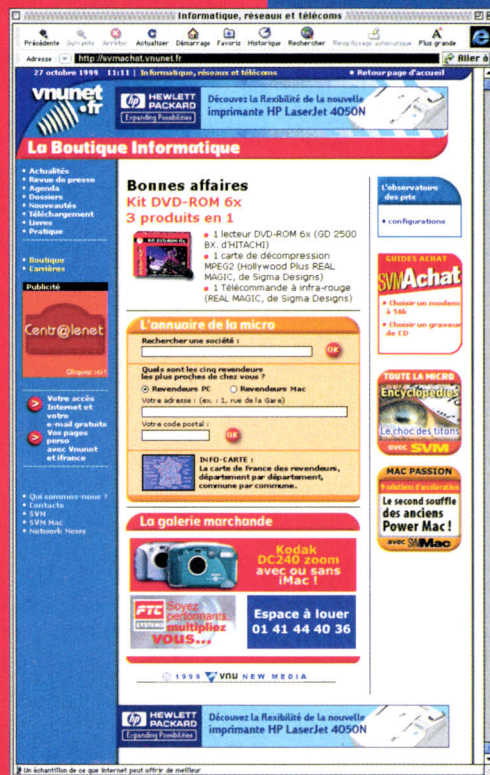 Informatique, réseaux et télécoms
Précédente Suivante Arrêter Actualiser Démarrage Favoris Historique Rechercher Remplissage automatique Plus grande
Adresse : http://svmachat.vnunet.fr Aller à
27 octobre 1999 11:11 | Informatique, réseaux et télécoms
Retour page d'accueil
vnunet
.fr
HEWLETT
PACKARD
Expanding Possibilities
Découvez la flexibilité de la nouvelle
imprimante HP LaserJet 4050N
La Boutique Informatique
Actualités
Revue de presse
Agenda
Dossiers
Nouveautés
Téléchargement
Livres
Pratique
Boutique
Carrières
Publicité
Centr@lenet
Cliquez ici !
Votre accès
Internet et
votre
e-mail gratuits
Vos pages
perso
avec Vnunet
et ifrance
Qui sommes-nous ?
Contacts
SVM
SVM Mac
Network News
Bonnes affaires
Kit DVD-ROM 6x
3 produits en 1
1 lecteur DVD-ROM 6x (GD 2500
BX. d'HITACHI)
1 carte de décompression
MPEG2 (Hollywood Plus REAL
MAGIC, de Sigma Designs)
1 Télécommande à infra-rouge
(REAL MAGIC, de Sigma Designs)
L'annuaire de la micro
Rechercher une société :
OK
Quels sont les cinq revendeurs
les plus proches de chez vous ?
Revendeurs PC Revendeurs Mac
Votre adresse : (ex. : 1, rue de la Gare)
Votre code postal :
OK
INFO-CARTE :
La carte de France des revendeurs,
département par département,
commune par commune.
La galerie marchande
Kodak
DC240 zoom
avec ou sans
iMac !
FTC
SYSTEMS
Soyez
performants
multipliez
VOUS...
Espace à louer
01 41 44 40 36
© 1999 vnu NEW MEDIA
HEWLETT
PACKARD
Expanding Possibilities
Découvez la flexibilité de la nouvelle
imprimante HP LaserJet 4050N
L'observatoire
des prix
configurations
GUIDES ACHAT
SVM Achat
Choisir un modem
à 56k
Choisir un graveur
de CD
TOUTE LA MICRO
Encyclopédies
Le choc des titans
avec SVM
MAC PASSION
9 solutions d'accélération
Le second souffle
des anciens
Power Mac !
avec SVM Mac
Un échantillon de ce que Internet peut offrir de meilleur